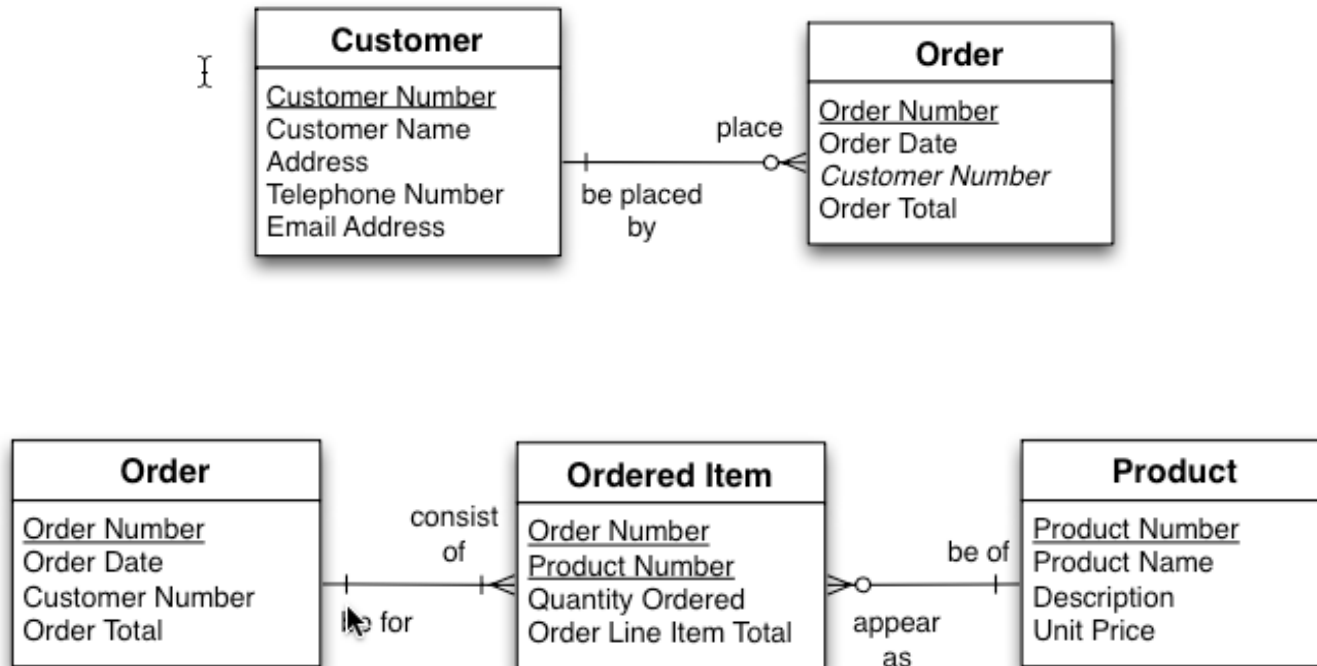 Customer
Customer Number
Customer Name
Address
Telephone Number
Email Address
place
be placed
by
Order
Order Number
Order Date
Customer Number
Order Total
Order
Order Number
Order Date
Customer Number
Order Total
consist
of
for
Ordered Item
Order Number
Product Number
Quantity Ordered
Order Line Item Total
be of
appear
as
Product
Product Number
Product Name
Description
Unit Price